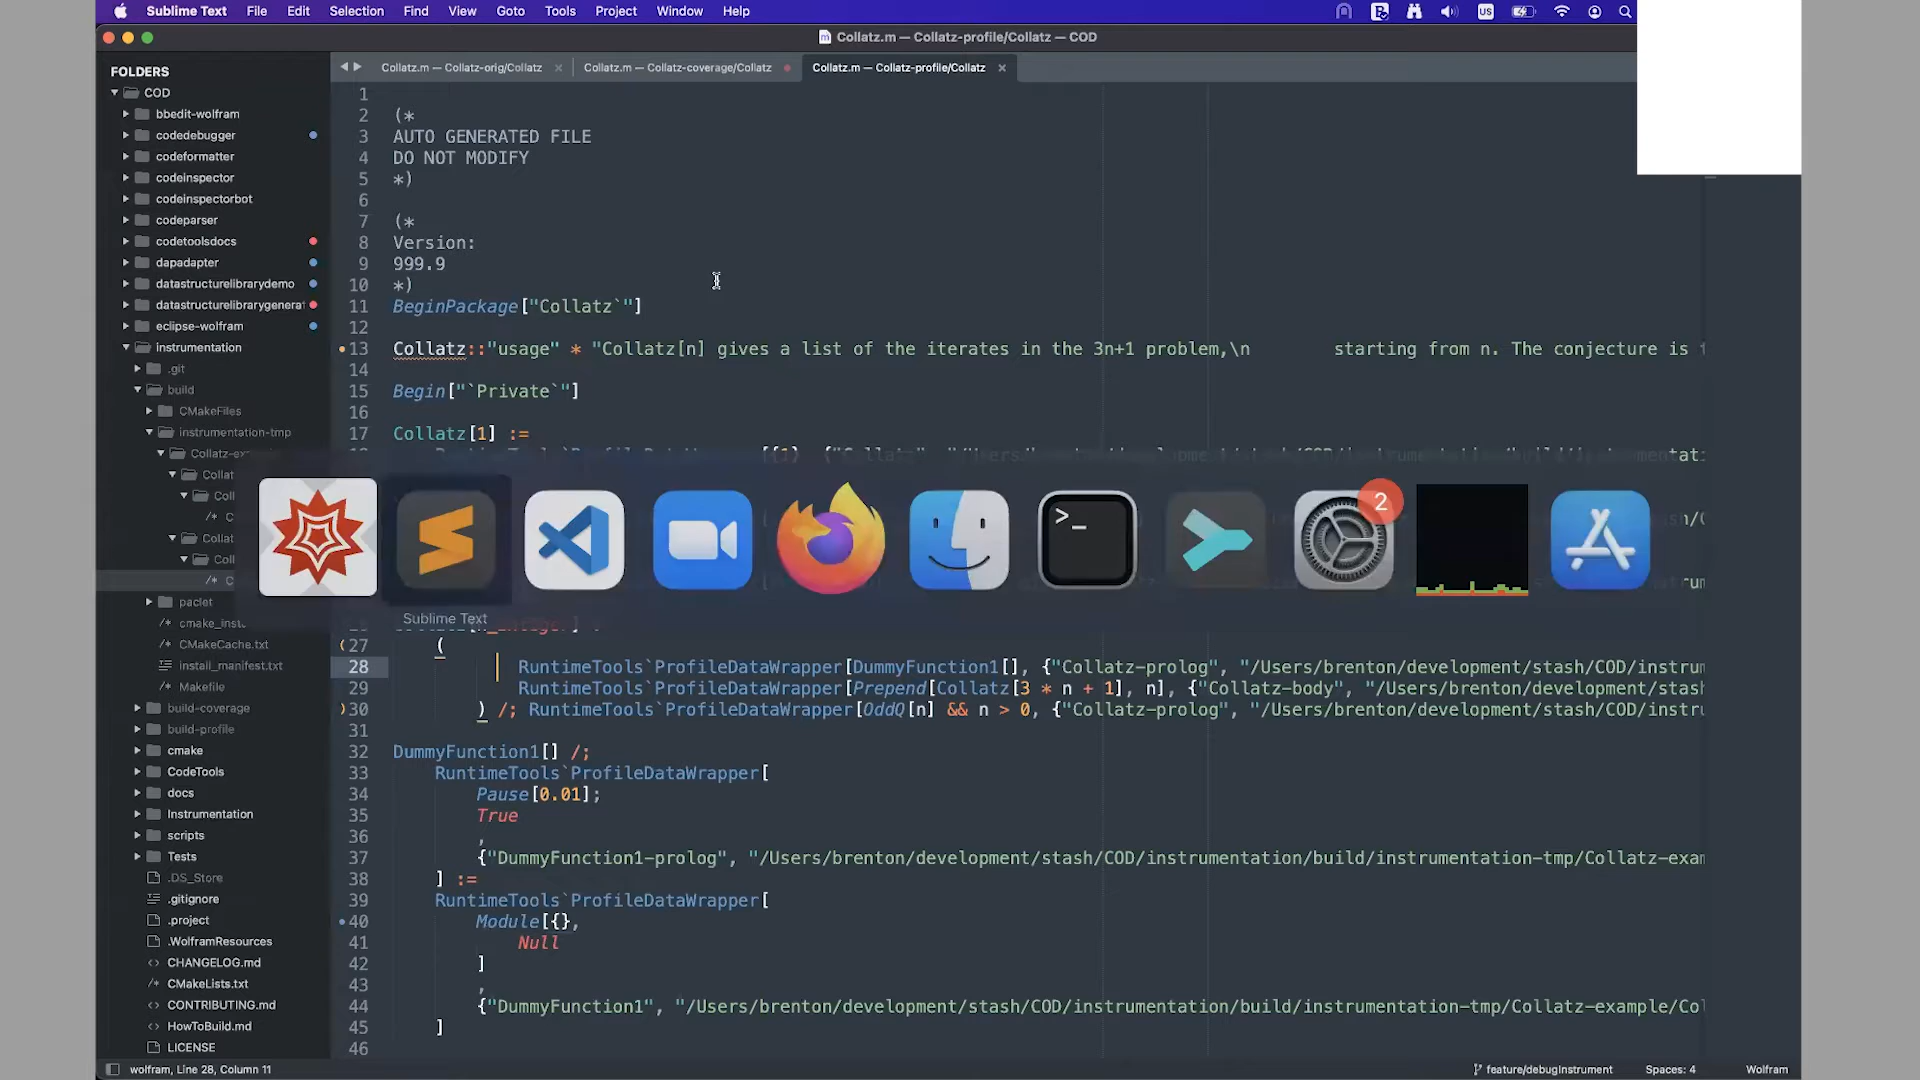 Sublime Text File Edit Selection Find View Goto Tools Project Window Help US
Collatz.m — Collatz-profile/Collatz — COD
FOLDERS
COD
bbedit-wolfram
codedebugger
codeformatter
codeinspector
codeinspectorbot
codeparser
codetoolsdocs
dapadapter
datastructurelibrarydemo
datastructurelibrarygenera
eclipse-wolfram
instrumentation
.git
build
CMakeFiles
instrumentation-tmp
Collatz-ex
Collat
Coll
/* C
Collat
Coll
/* C
paclet
cmake_inst
CMakeCache.txt
install_manifest.txt
Makefile
build-coverage
build-profile
cmake
CodeTools
docs
Instrumentation
scripts
Tests
.DS_Store
.gitignore
.project
.WolframResources
CHANGELOG.md
CMakeLists.txt
CONTRIBUTING.md
HowToBuild.md
LICENSE
Collatz.m — Collatz-orig/Collatz Collatz.m — Collatz-coverage/Collatz Collatz.m — Collatz-profile/Collatz
1
2 (*
3 AUTO GENERATED FILE
4 DO NOT MODIFY
5 *)
6
7 (*
8 Version:
9 999.9
10 *)
11 BeginPackage["Collatz`"]
12
13 Collatz::"usage" * "Collatz[n] gives a list of the iterates in the 3n+1 problem,\n        starting from n. The conjecture is
14
15 Begin["`Private`"]
16
17 Collatz[1] :=
2
Sublime Text
27 (
28 RuntimeTools`ProfileDataWrapper[DummyFunction1[], {"Collatz-prolog", "/Users/brenton/development/stash/COD/instrum
29 RuntimeTools`ProfileDataWrapper[Prepend[Collatz[3 * n + 1], n], {"Collatz-body", "/Users/brenton/development/stash
30 ) /; RuntimeTools`ProfileDataWrapper[OddQ[n] && n > 0, {"Collatz-prolog", "/Users/brenton/development/stash/COD/instru
31
32 DummyFunction1[] /;
33 RuntimeTools`ProfileDataWrapper[
34 Pause[0.01];
35 True
36 ,
37 {"DummyFunction1-prolog", "/Users/brenton/development/stash/COD/instrumentation/build/instrumentation-tmp/Collatz-exam
38 ] :=
39 RuntimeTools`ProfileDataWrapper[
40 Module[{},
41 Null
42 ]
43 ,
44 {"DummyFunction1", "/Users/brenton/development/stash/COD/instrumentation/build/instrumentation-tmp/Collatz-example/Co
45 ]
46
wolfram, Line 28, Column 11 feature/debugInstrument Spaces: 4 Wolfram